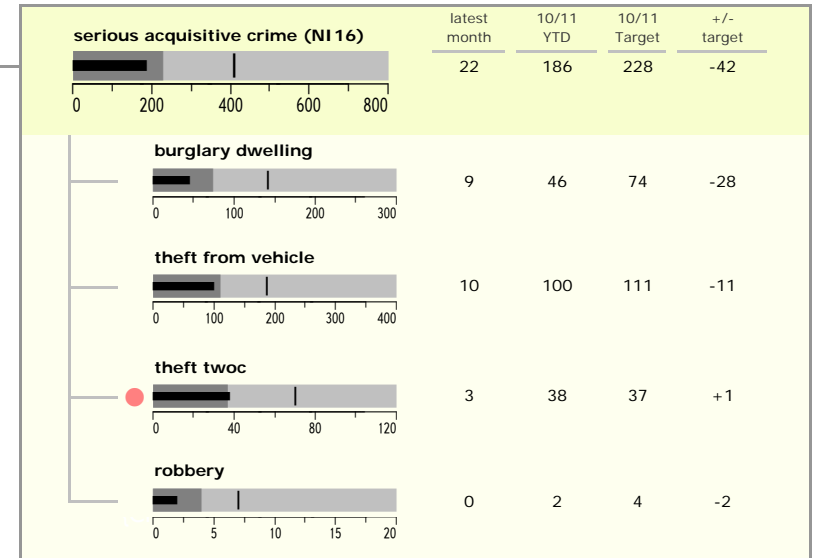 latest 10/11 10/11 +/-
serious acquisitive crime (NI16) month YTD Target target
22 186 228 -42
0 200 400 600 800
burglary dwelling
9 46 74 -28
0 100 200 300
theft from vehicle
10 100 111 -11
0 100 200 300 400
theft twoc
3 38 37 +1
0 40 80 120
robbery
0 2 4 -2
0 5 10 15 20